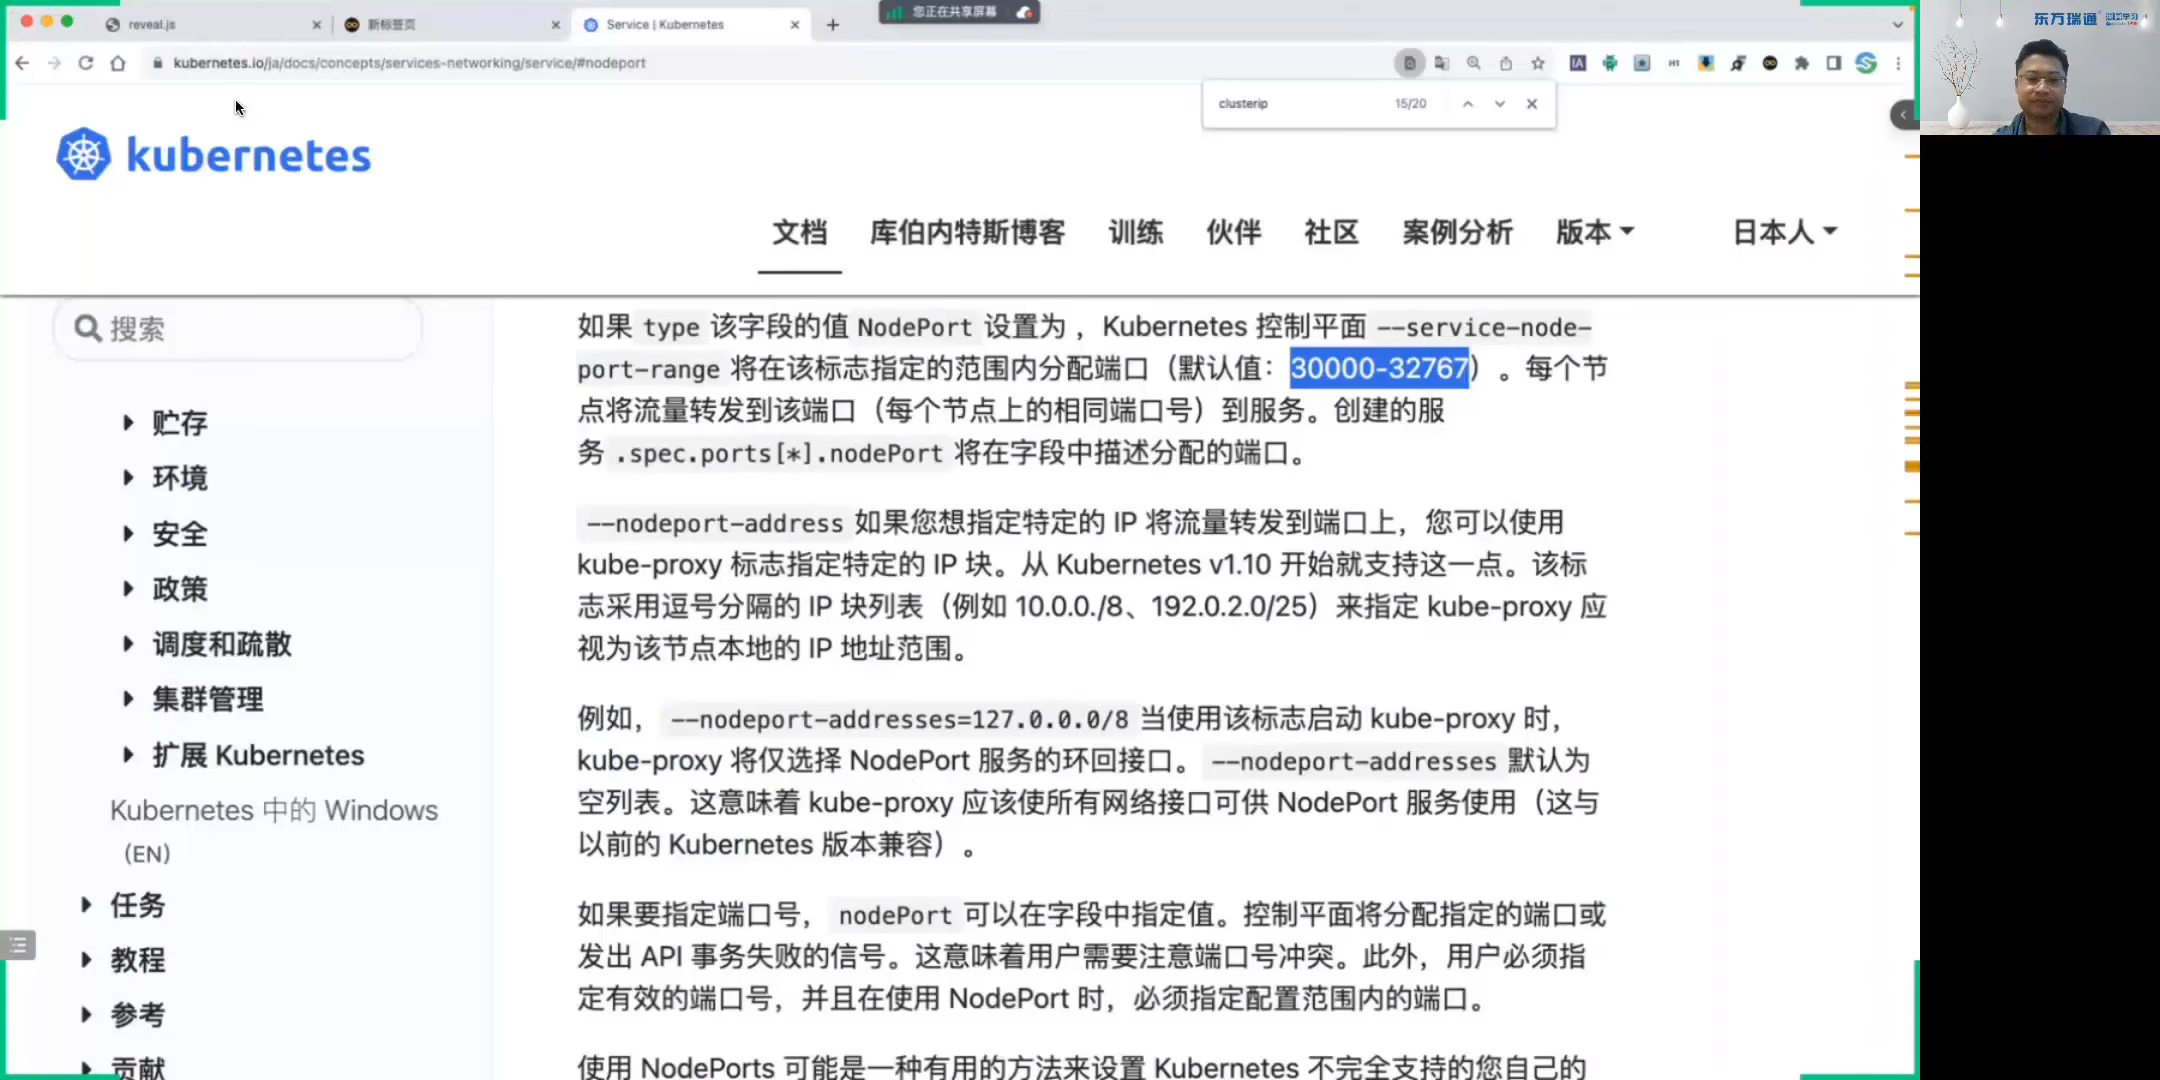 reveal.js
新标签页
Service | Kubernetes
您正在共享屏幕
kubernetes.io/ja/docs/concepts/services-networking/service/#nodeport
clusterip 15/20
东方瑞通
kubernetes
文档 库伯内特斯博客 训练 伙伴 社区 案例分析 版本 日本人
搜索
贮存
环境
安全
政策
调度和疏散
集群管理
扩展 Kubernetes
Kubernetes 中的 Windows
（EN）
任务
教程
参考
贡献
如果 type 该字段的值 NodePort 设置为 ，Kubernetes 控制平面 --service-node-
port-range 将在该标志指定的范围内分配端口（默认值：30000-32767）。每个节
点将流量转发到该端口（每个节点上的相同端口号）到服务。创建的服
务 .spec.ports[*].nodePort 将在字段中描述分配的端口。
--nodeport-address 如果您想指定特定的 IP 将流量转发到端口上，您可以使用
kube-proxy 标志指定特定的 IP 块。从 Kubernetes v1.10 开始就支持这一点。该标
志采用逗号分隔的 IP 块列表（例如 10.0.0./8、192.0.2.0/25）来指定 kube-proxy 应
视为该节点本地的 IP 地址范围。
例如， --nodeport-addresses=127.0.0.0/8 当使用该标志启动 kube-proxy 时，
kube-proxy 将仅选择 NodePort 服务的环回接口。 --nodeport-addresses 默认为
空列表。这意味着 kube-proxy 应该使所有网络接口可供 NodePort 服务使用（这与
以前的 Kubernetes 版本兼容）。
如果要指定端口号， nodePort 可以在字段中指定值。控制平面将分配指定的端口或
发出 API 事务失败的信号。这意味着用户需要注意端口号冲突。此外，用户必须指
定有效的端口号，并且在使用 NodePort 时，必须指定配置范围内的端口。
使用 NodePorts 可能是一种有用的方法来设置 Kubernetes 不完全支持的您自己的